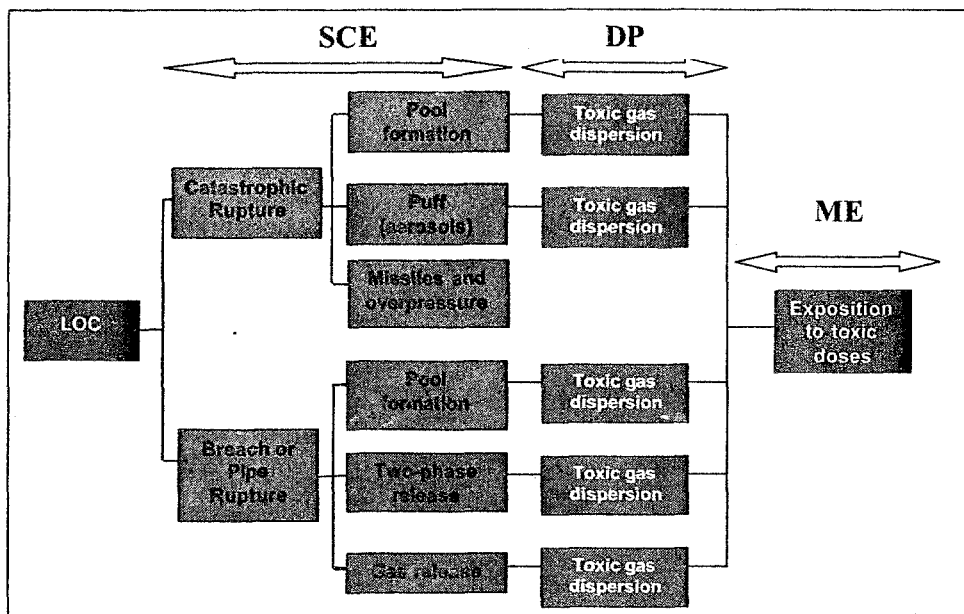 SCE
DP
Pool
formation
Toxic gas
dispersion
Catastrophic
Rupture
Puff
(aerosols)
Toxic gas
dispersion
ME
Missiles and
overpressure
LOC
Exposition
to toxic
doses
Pool
formation
Toxic gas
dispersion
Breach or
Pipe
Rupture
Two-phase
release
Toxic gas
dispersion
Gas release
Toxic gas
dispersion